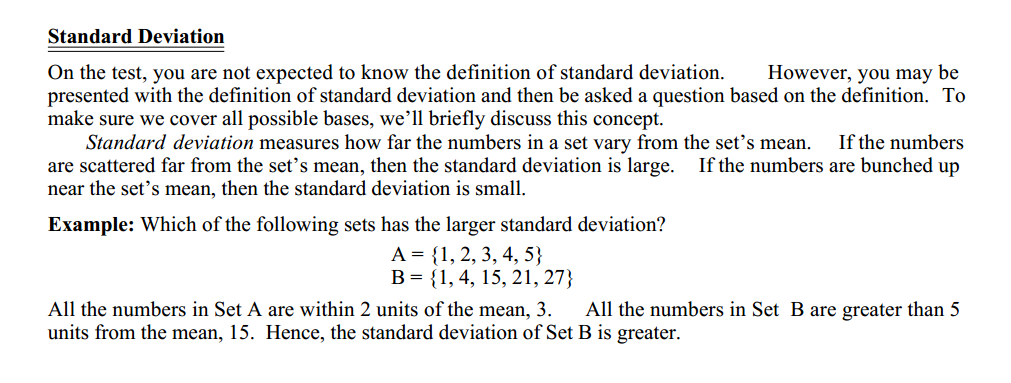 Standard Deviation
On the test, you are not expected to know the definition of standard deviation. However, you may be
presented with the definition of standard deviation and then be asked a question based on the definition. To
make sure we cover all possible bases, we'll briefly discuss this concept.
Standard deviation measures how far the numbers in a set vary from the set's mean. If the numbers
are scattered far from the set's mean, then the standard deviation is large. If the numbers are bunched up
near the set's mean, then the standard deviation is small.
Example: Which of the following sets has the larger standard deviation?
A = {1, 2, 3, 4, 5}
B = {1, 4, 15, 21, 27}
All the numbers in Set A are within 2 units of the mean, 3. All the numbers in Set B are greater than 5
units from the mean, 15. Hence, the standard deviation of Set B is greater.